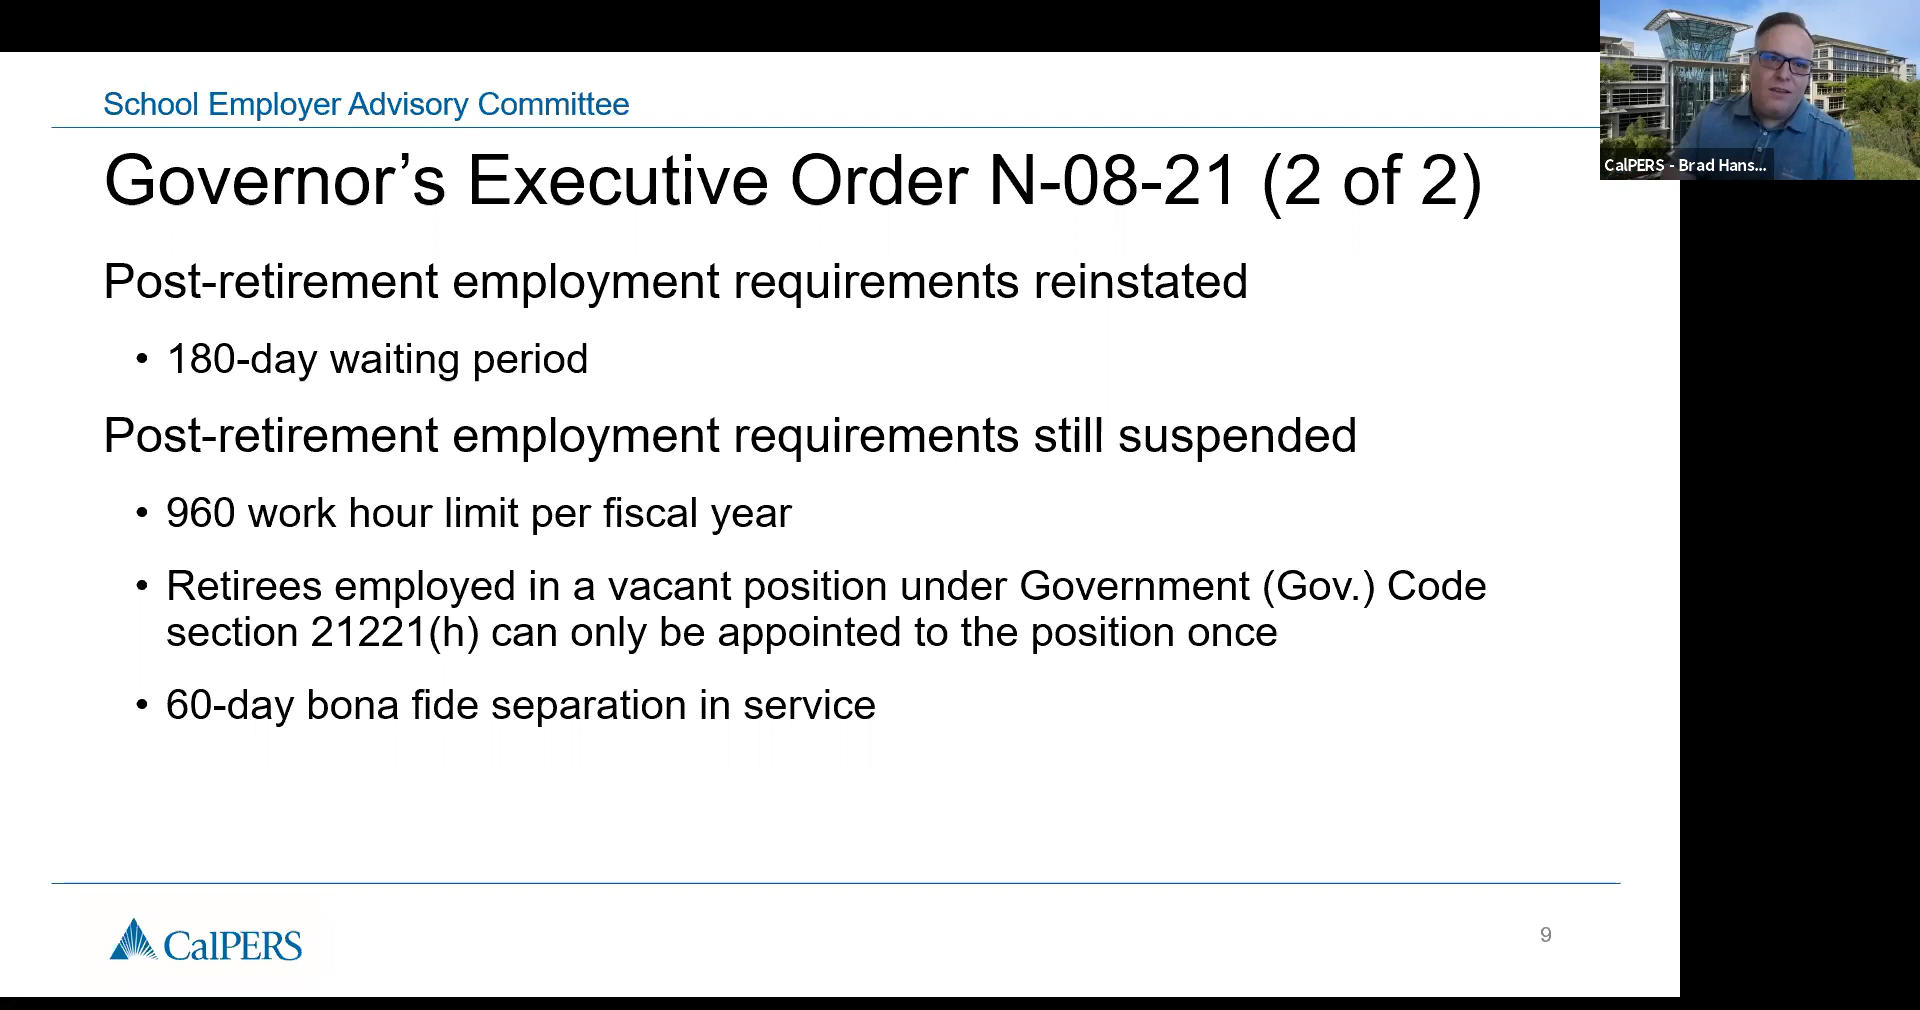 School Employer Advisory Committee
Governor’s Executive Order N-08-21 (2 of 2)
Post-retirement employment requirements reinstated
• 180-day waiting period
Post-retirement employment requirements still suspended
• 960 work hour limit per fiscal year
• Retirees employed in a vacant position under Government (Gov.) Code
section 21221(h) can only be appointed to the position once
• 60-day bona fide separation in service
CalPERS
9
CalPERS - Brad Hans...